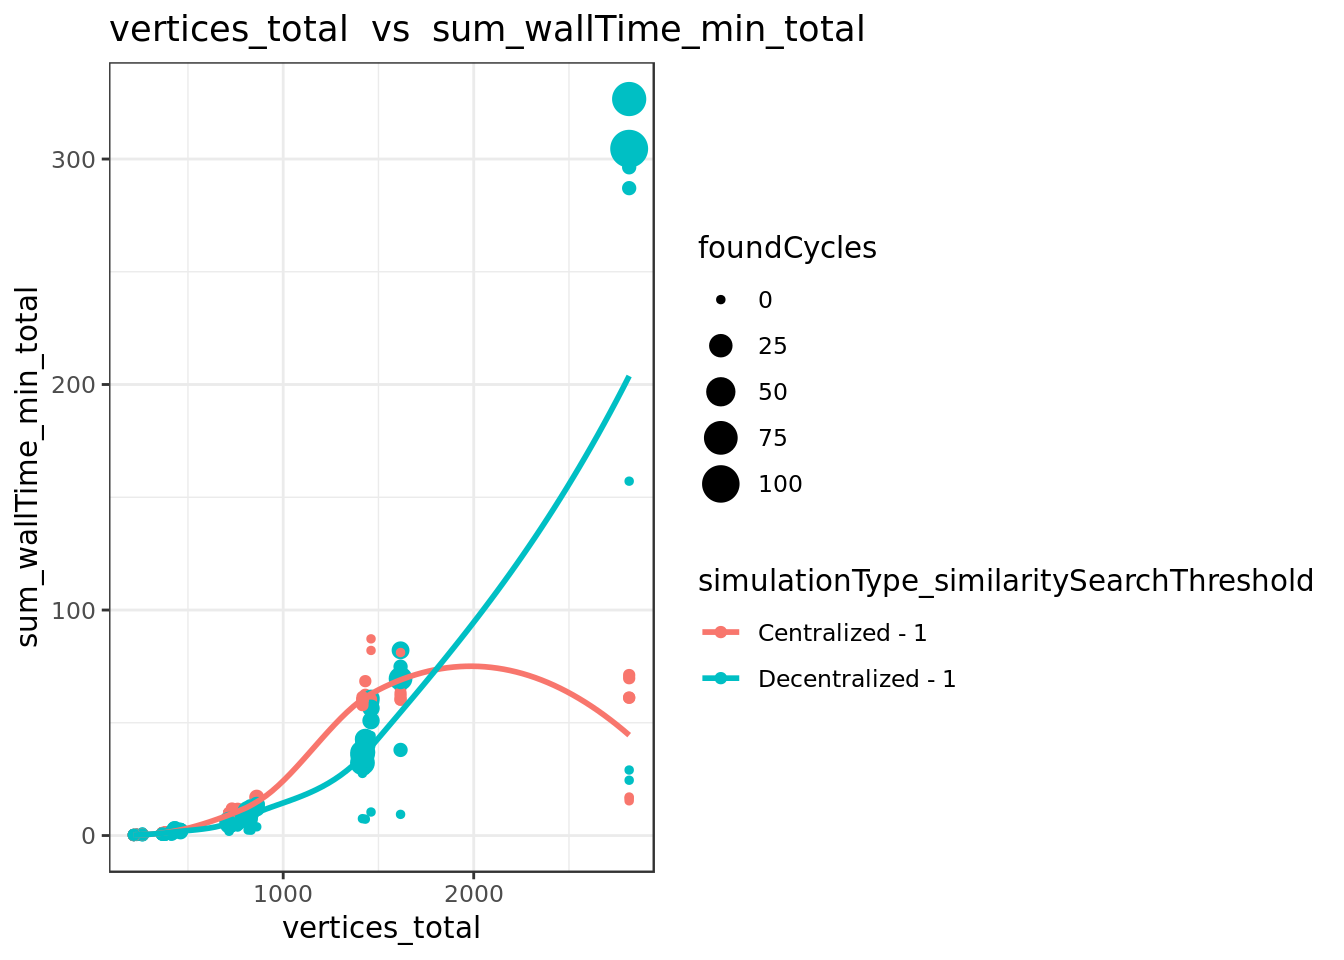 vertices_total vs sum_wallTime_min_total
sum_wallTime_min_total
300
200
100
0
1000
2000
vertices_total
foundCycles
0
25
50
75
100
simulationType_similaritySearchThreshold
Centralized - 1
Decentralized - 1